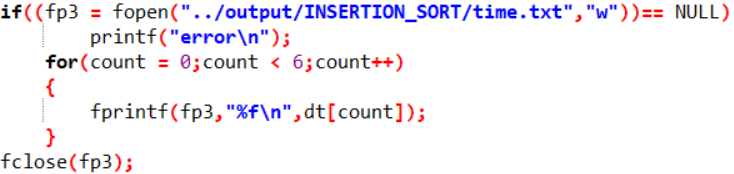 if((fp3 = fopen("../output/INSERTION_SORT/time.txt","w"))== NULL)
        printf("error\n");
    for(count = 0;count < 6;count++)
    {
        fprintf(fp3,"%f\n",dt[count]);
    }
fclose(fp3);